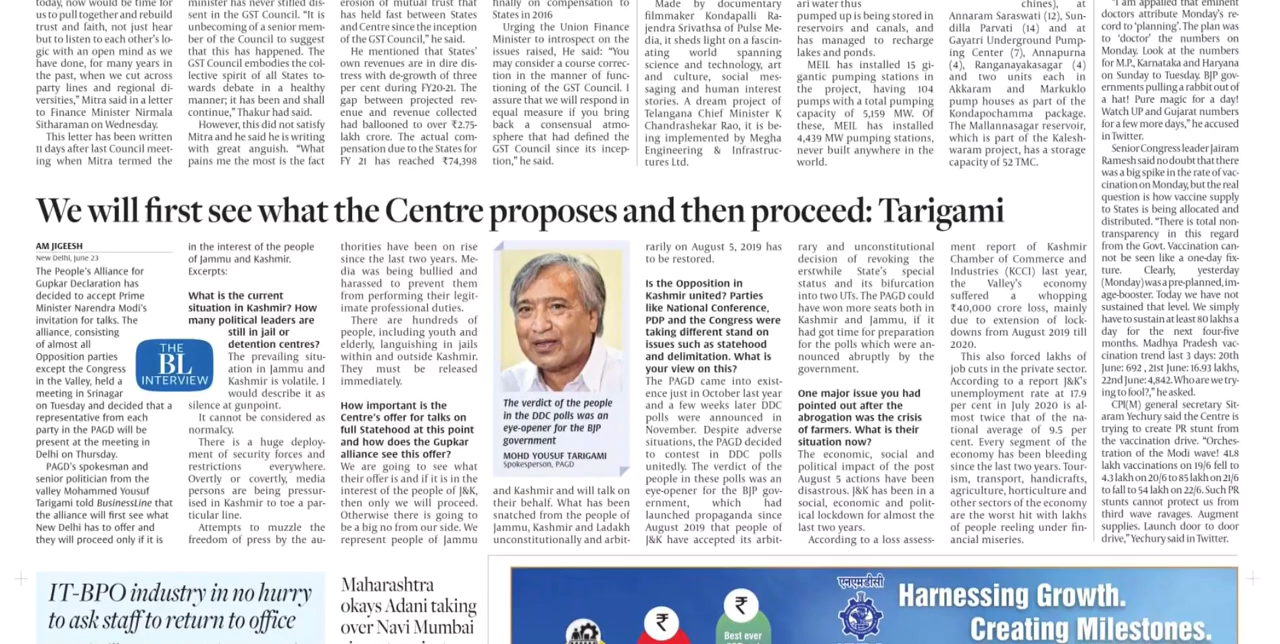 today, now would be time for
us to pull together and rebuild
trust and faith, not just hear
but to listen to each other's lo-
gic with an open mind as we
have done, for many years in
the past, when we cut across
party lines and regional di-
versities," Mitra said in a letter
to Finance Minister Nirmala
Sitharaman on Wednesday.
This letter has been written
11 days after last Council meet-
ing when Mitra termed the
minister has never stifled dis-
sent in the GST Council. "It is
unbecoming of a senior mem-
ber of the Council to suggest
that this has happened. The
GST Council embodies the col-
lective spirit of all States to-
wards debate in a healthy
manner; it has been and shall
continue," Thakur had said.
However, this did not satisfy
Mitra and he said he is writing
with great anguish. "What
pains me the most is the fact
erosion of mutual trust that
has held fast between States
and Centre since the inception
of the GST Council," he said.
He mentioned that States'
own revenues are in dire dis-
tress with de-growth of three
per cent during FY20-21. The
gap between projected rev-
enue and revenue collected
had ballooned to over ₹2.75-
lakh crore. The actual com-
pensation due to the States for
FY 21 has reached ₹74,398
finally on compensation to
States in 2016
Urging the Union Finance
Minister to introspect on the
issues raised, He said: "You
may consider a course correc-
tion in the manner of func-
tioning of the GST Council. I
assure that we will respond in
equal measure if you bring
back a consensual atmo-
sphere that had defined the
GST Council since its incep-
tion," he said.
Made by documentary
filmmaker Kondapalli Ra-
jendra Srivathsa of Pulse Me-
dia, it sheds light on a fascin-
ating world spanning
science and technology, art
and culture, social mes-
saging and human interest
stories. A dream project of
Telangana Chief Minister K
Chandrashekar Rao, it is be-
ing implemented by Megha
Engineering & Infrastruc-
tures Ltd.
ari water thus
pumped up is being stored in
reservoirs and canals, and
has managed to recharge
lakes and ponds.
MEIL has installed 15 gi-
gantic pumping stations in
the project, having 104
pumps with a total pumping
capacity of 5,159 MW. Of
these, MEIL has installed
4,439 MW pumping stations,
never built anywhere in the
world.
chines), at
Annaram Saraswati (12), Sun-
dilla Parvati (14) and at
Gayatri Underground Pump-
ing Center (7), Annapurna
(4), Ranganayakasagar (4)
and two units each in
Akkaram and Markuklo
pump houses as part of the
Kondapochamma package.
The Mallannasagar reservoir,
which is part of the Kalesh-
waram project, has a storage
capacity of 52 TMC.
"I am appalled that eminent
doctors attribute Monday's re-
cord to 'planning'. The plan was
to 'doctor' the numbers on
Monday. Look at the numbers
for M.P., Karnataka and Haryana
on Sunday to Tuesday. BJP gov-
ernments pulling a rabbit out of
a hat! Pure magic for a day!
Watch UP and Gujarat numbers
for a few more days," he accused
in Twitter.
Senior Congress leader Jairam
Ramesh said no doubt that there
was a big spike in the rate of vac-
cination on Monday, but the real
question is how vaccine supply
to States is being allocated and
distributed. "There is total non-
transparency in this regard
from the Govt. Vaccination can-
not be seen like a one-day fix-
ture. Clearly, yesterday
(Monday) was a pre-planned, im-
age-booster. Today we have not
sustained that level. We simply
have to sustain at least 80 lakhs a
day for the next four-five
months. Madhya Pradesh vac-
cination trend last 3 days: 20th
June: 692 , 21st June: 16.93 lakhs,
22nd June: 4,842. Who are we try-
ing to fool?," he asked.
CPI(M) general secretary Sit-
aram Yechury said the Centre is
trying to create PR stunt from
the vaccination drive. "Orches-
tration of the Modi wave! 41.8
lakh vaccinations on 19/6 fell to
4.3 lakh on 20/6 to 85 lakh on 21/6
to fall to 54 lakh on 22/6. Such PR
stunts cannot protect us from
third wave ravages. Augment
supplies. Launch door to door
drive," Yechury said in Twitter.
We will first see what the Centre proposes and then proceed: Tarigami
AM JIGEESH
New Delhi, June 23
The People's Alliance for
Gupkar Declaration has
decided to accept Prime
Minister Narendra Modi's
invitation for talks. The
alliance, consisting
of almost all
Opposition parties
except the Congress
in the Valley, held a
meeting in Srinagar
on Tuesday and decided that a
representative from each
party in the PAGD will be
present at the meeting in
Delhi on Thursday.
PAGD's spokesman and
senior politician from the
valley Mohammed Yousuf
Tarigami told BusinessLine that
the alliance will first see what
New Delhi has to offer and
they will proceed only if it is
THE
BL
INTERVIEW
in the interest of the people
of Jammu and Kashmir.
Excerpts:
What is the current
situation in Kashmir? How
many political leaders are
still in jail or
detention centres?
The prevailing situ-
ation in Jammu and
Kashmir is volatile. I
would describe it as
silence at gunpoint.
It cannot be considered as
normalcy.
There is a huge deploy-
ment of security forces and
restrictions everywhere.
Overtly or covertly, media
persons are being pressur-
ised in Kashmir to toe a par-
ticular line.
Attempts to muzzle the
freedom of press by the au-
thorities have been on rise
since the last two years. Me-
dia was being bullied and
harassed to prevent them
from performing their legit-
imate professional duties.
There are hundreds of
people, including youth and
elderly, languishing in jails
within and outside Kashmir.
They must be released
immediately.
How important is the
Centre's offer for talks on
full Statehood at this point
and how does the Gupkar
alliance see this offer?
We are going to see what
their offer is and if it is in the
interest of the people of J&K,
then only we will proceed.
Otherwise there is going to
be a big no from our side. We
represent people of Jammu
The verdict of the people
in the DDC polls was an
eye-opener for the BJP
government
MOHD YOUSUF TARIGAMI
Spokesperson, PAGD
and Kashmir and will talk on
their behalf. What has been
snatched from the people of
Jammu, Kashmir and Ladakh
unconstitutionally and arbit-
rarily on August 5, 2019 has
to be restored.
Is the Opposition in
Kashmir united? Parties
like National Conference,
PDP and the Congress were
taking different stand on
issues such as statehood
and delimitation. What is
your view on this?
The PAGD came into exist-
ence just in October last year
and a few weeks later DDC
polls were announced in
November. Despite adverse
situations, the PAGD decided
to contest in DDC polls
unitedly. The verdict of the
people in these polls was an
eye-opener for the BJP gov-
ernment, which had
launched propaganda since
August 2019 that people of
J&K have accepted its arbit-
rary and unconstitutional
decision of revoking the
erstwhile State's special
status and its bifurcation
into two UTs. The PAGD could
have won more seats both in
Kashmir and Jammu, if it
had got time for preparation
for the polls which were an-
nounced abruptly by the
government.
One major issue you had
pointed out after the
abrogation was the crisis
of farmers. What is their
situation now?
The economic, social and
political impact of the post
August 5 actions have been
disastrous. J&K has been in a
social, economic and polit-
ical lockdown for almost the
last two years.
According to a loss assess-
ment report of Kashmir
Chamber of Commerce and
Industries (KCCI) last year,
the Valley's economy
suffered a whopping
₹40,000 crore loss, mainly
due to extension of lock-
downs from August 2019 till
2020.
This also forced lakhs of
job cuts in the private sector.
According to a report J&K's
unemployment rate at 17.9
per cent in July 2020 is al-
most twice that of the na-
tional average of 9.5 per
cent. Every segment of the
economy has been bleeding
since the last two years. Tour-
ism, transport, handicrafts,
agriculture, horticulture and
other sectors of the economy
are the worst hit with lakhs
of people reeling under fin-
ancial miseries.
IT-BPO industry in no hurry
to ask staff to return to office
Maharashtra
okays Adani taking
over Navi Mumbai
₹
₹
Best ever
एनएमडीसी
Harnessing Growth.
Creating Milestones.